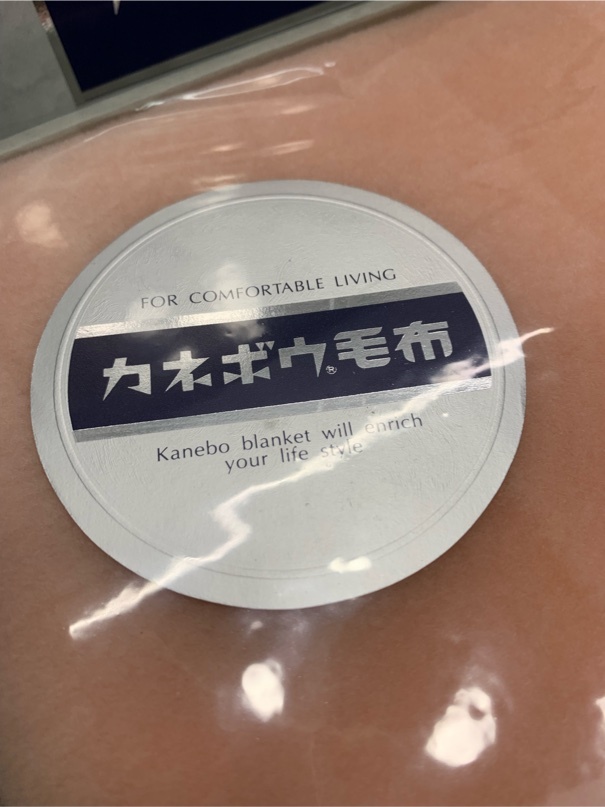 FOR COMFORTABLE LIVING
カネボウ®毛布
Kanebo blanket will enrich
your life style